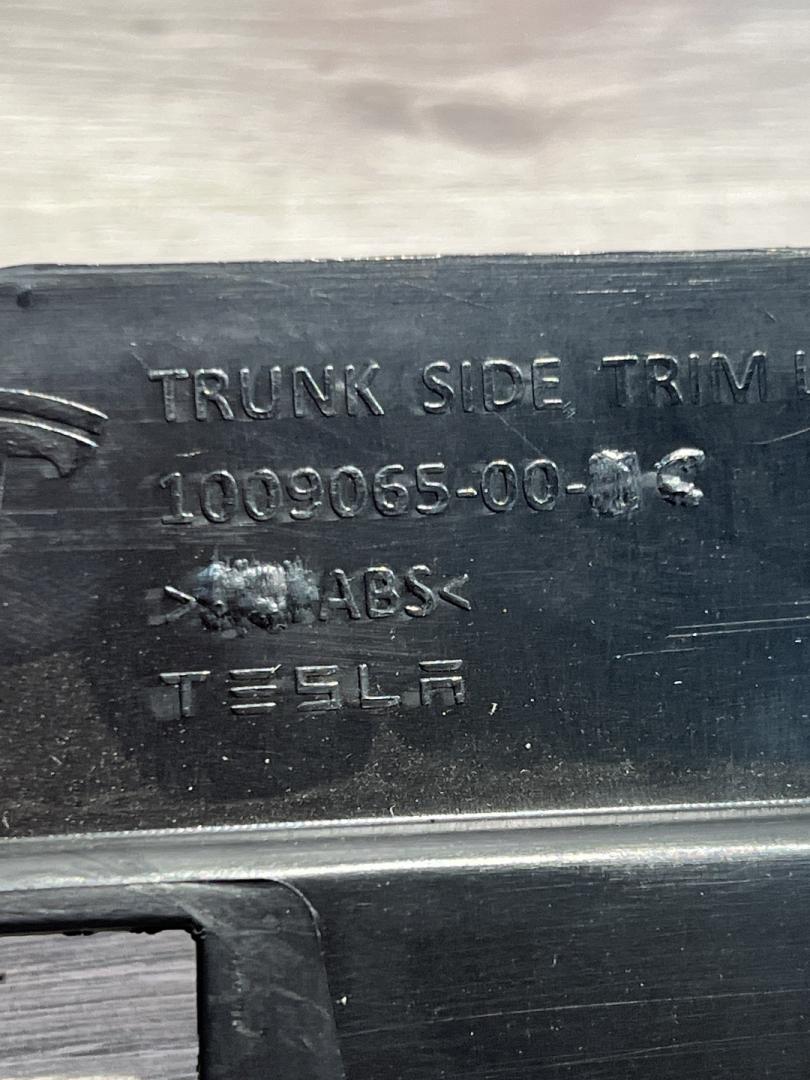 TRUNK SIDE TRIM
1009065-00- C
> ABS<
TESLA